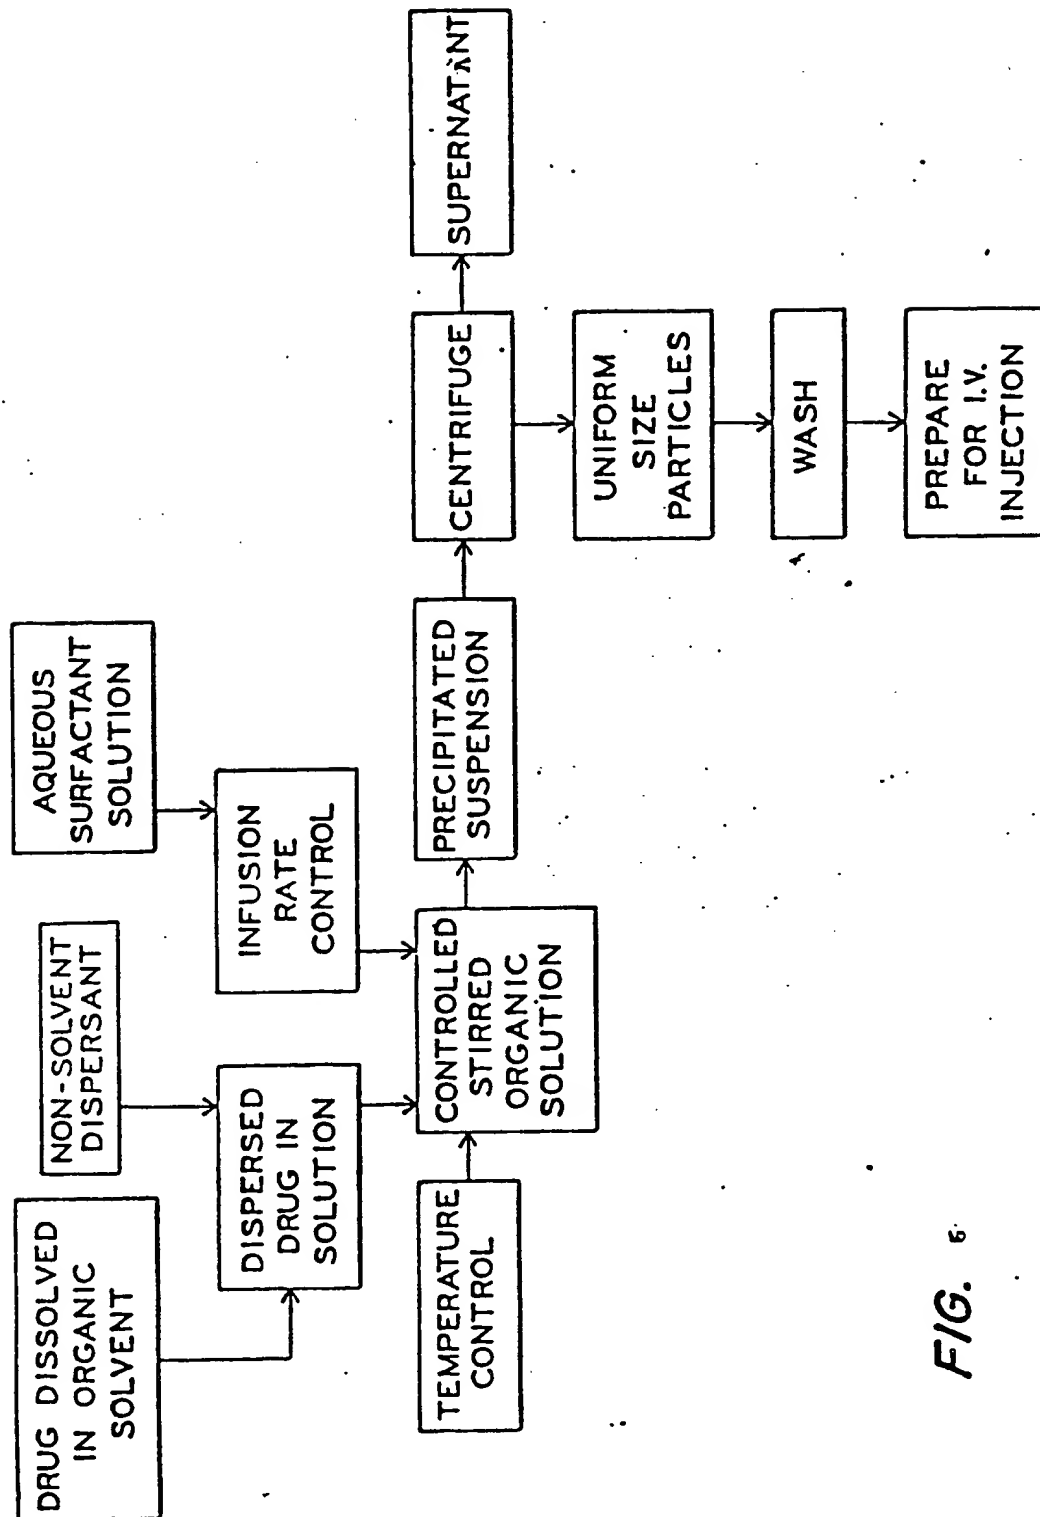 DRUG DISSOLVED
IN ORGANIC
SOLVENT
NON-SOLVENT
DISPERSANT
AQUEOUS
SURFACTANT
SOLUTION
DISPERSED
DRUG IN
SOLUTION
INFUSION
RATE
CONTROL
TEMPERATURE
CONTROL
CONTROLLED
STIRRED
ORGANIC
SOLUTION
PRECIPITATED
SUSPENSION
CENTRIFUGE
SUPERNATANT
UNIFORM
SIZE
PARTICLES
WASH
PREPARE
FOR I.V.
INJECTION
FIG.